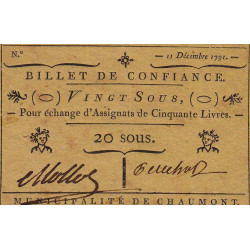 N.o 11 Décembre 1791.
BILLET DE CONFIANCE.
VINGT SOUS,
Pour échange d'Assignats de Cinquante Livres.
20 sous.
MUNICIPALITÉ DE CHAUMONT.